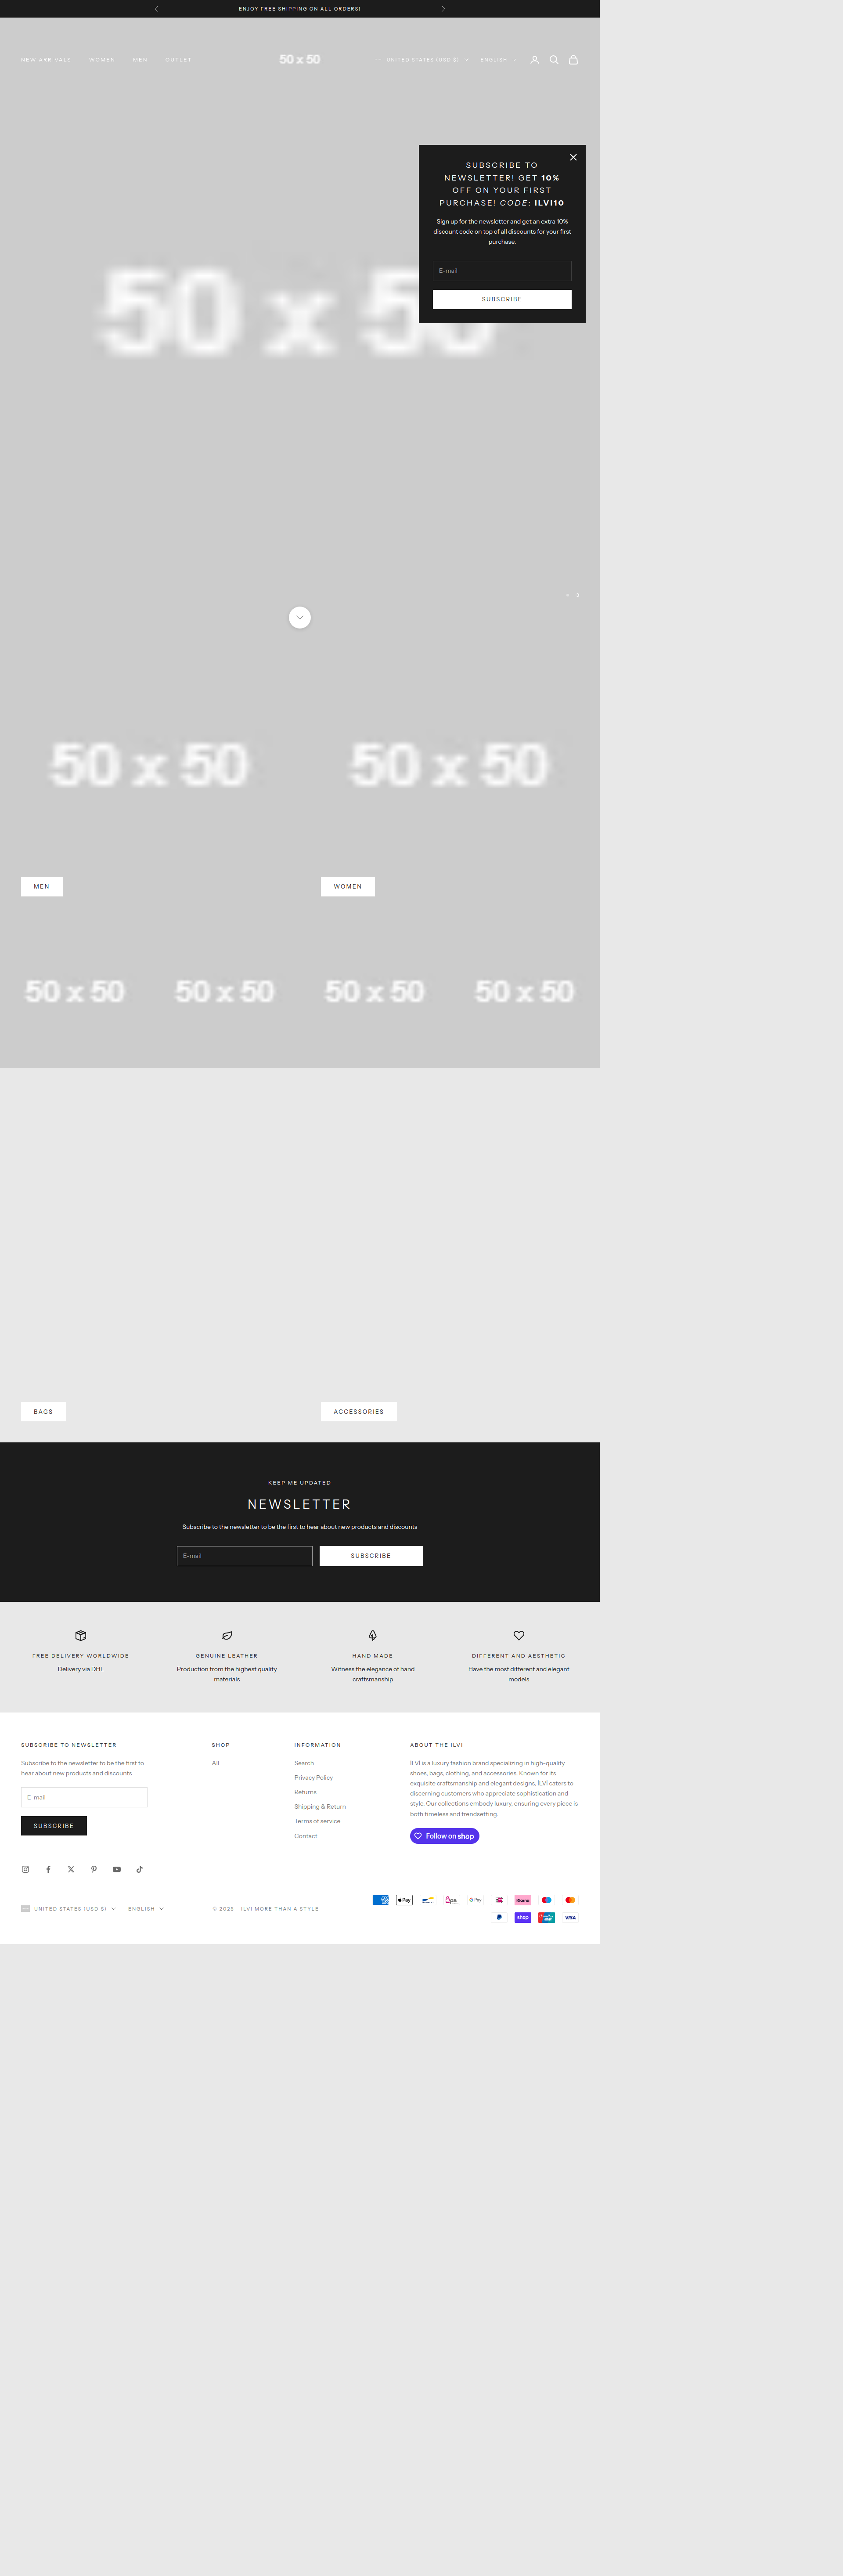 ENJOY FREE SHIPPING ON ALL ORDERS!
NEW ARRIVALS WOMEN MEN OUTLET
50 x 50
UNITED STATES (USD $) ENGLISH
SUBSCRIBE TO
NEWSLETTER! GET 10%
OFF ON YOUR FIRST
PURCHASE! CODE: ILVI10
Sign up for the newsletter and get an extra 10%
discount code on top of all discounts for your first
purchase.
E-mail
SUBSCRIBE
50 x 50
50 x 50
50 x 50
MEN
WOMEN
50 x 50
50 x 50
50 x 50
50 x 50
BAGS
ACCESSORIES
KEEP ME UPDATED
NEWSLETTER
Subscribe to the newsletter to be the first to hear about new products and discounts
E-mail
SUBSCRIBE
FREE DELIVERY WORLDWIDE
Delivery via DHL
GENUINE LEATHER
Production from the highest quality
materials
HAND MADE
Witness the elegance of hand
craftsmanship
DIFFERENT AND AESTHETIC
Have the most different and elegant
models
SUBSCRIBE TO NEWSLETTER
Subscribe to the newsletter to be the first to
hear about new products and discounts
E-mail
SUBSCRIBE
SHOP
All
INFORMATION
Search
Privacy Policy
Returns
Shipping & Return
Terms of service
Contact
ABOUT THE ILVI
ILVI is a luxury fashion brand specializing in high-quality
shoes, bags, clothing, and accessories. Known for its
exquisite craftsmanship and elegant designs, ILVI caters to
discerning customers who appreciate sophistication and
style. Our collections embody luxury, ensuring every piece is
both timeless and trendsetting.
Follow on shop
UNITED STATES (USD $) ENGLISH
© 2025 - ILVI MORE THAN A STYLE
Pay
eps
G Pay
Klarna
shop
VISA